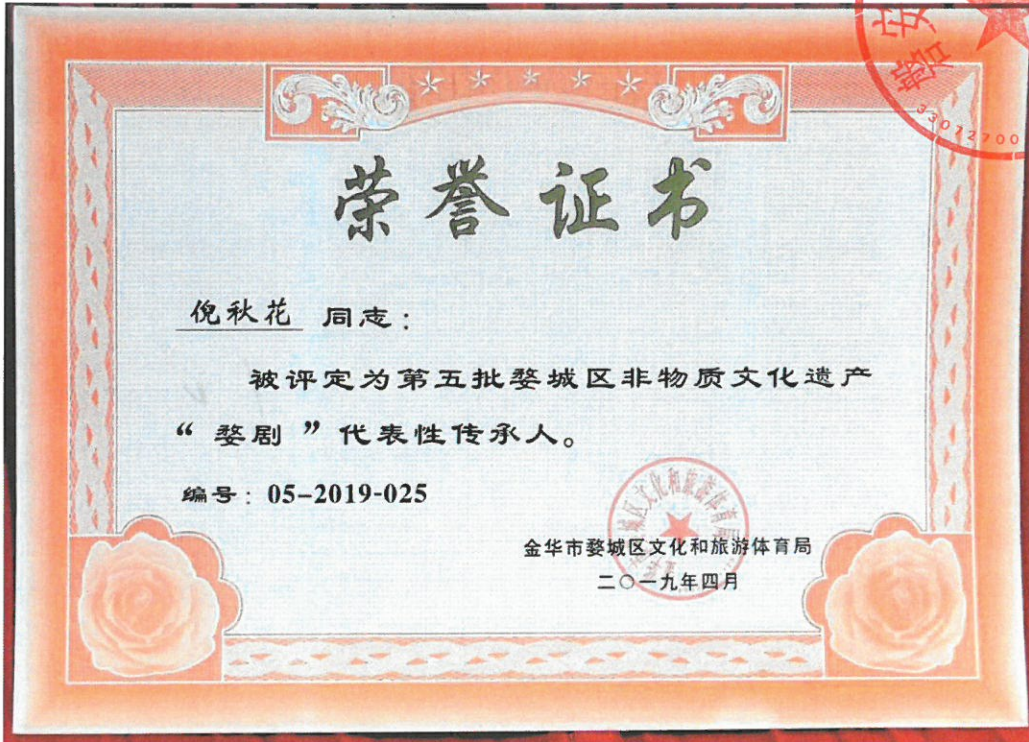 荣誉证书
倪秋花 同志：
被评定为第五批婺城区非物质文化遗产
“婺剧”代表性传承人。
编号：05-2019-025
金华市婺城区文化和旅游体育局
二〇一九年四月
33072700